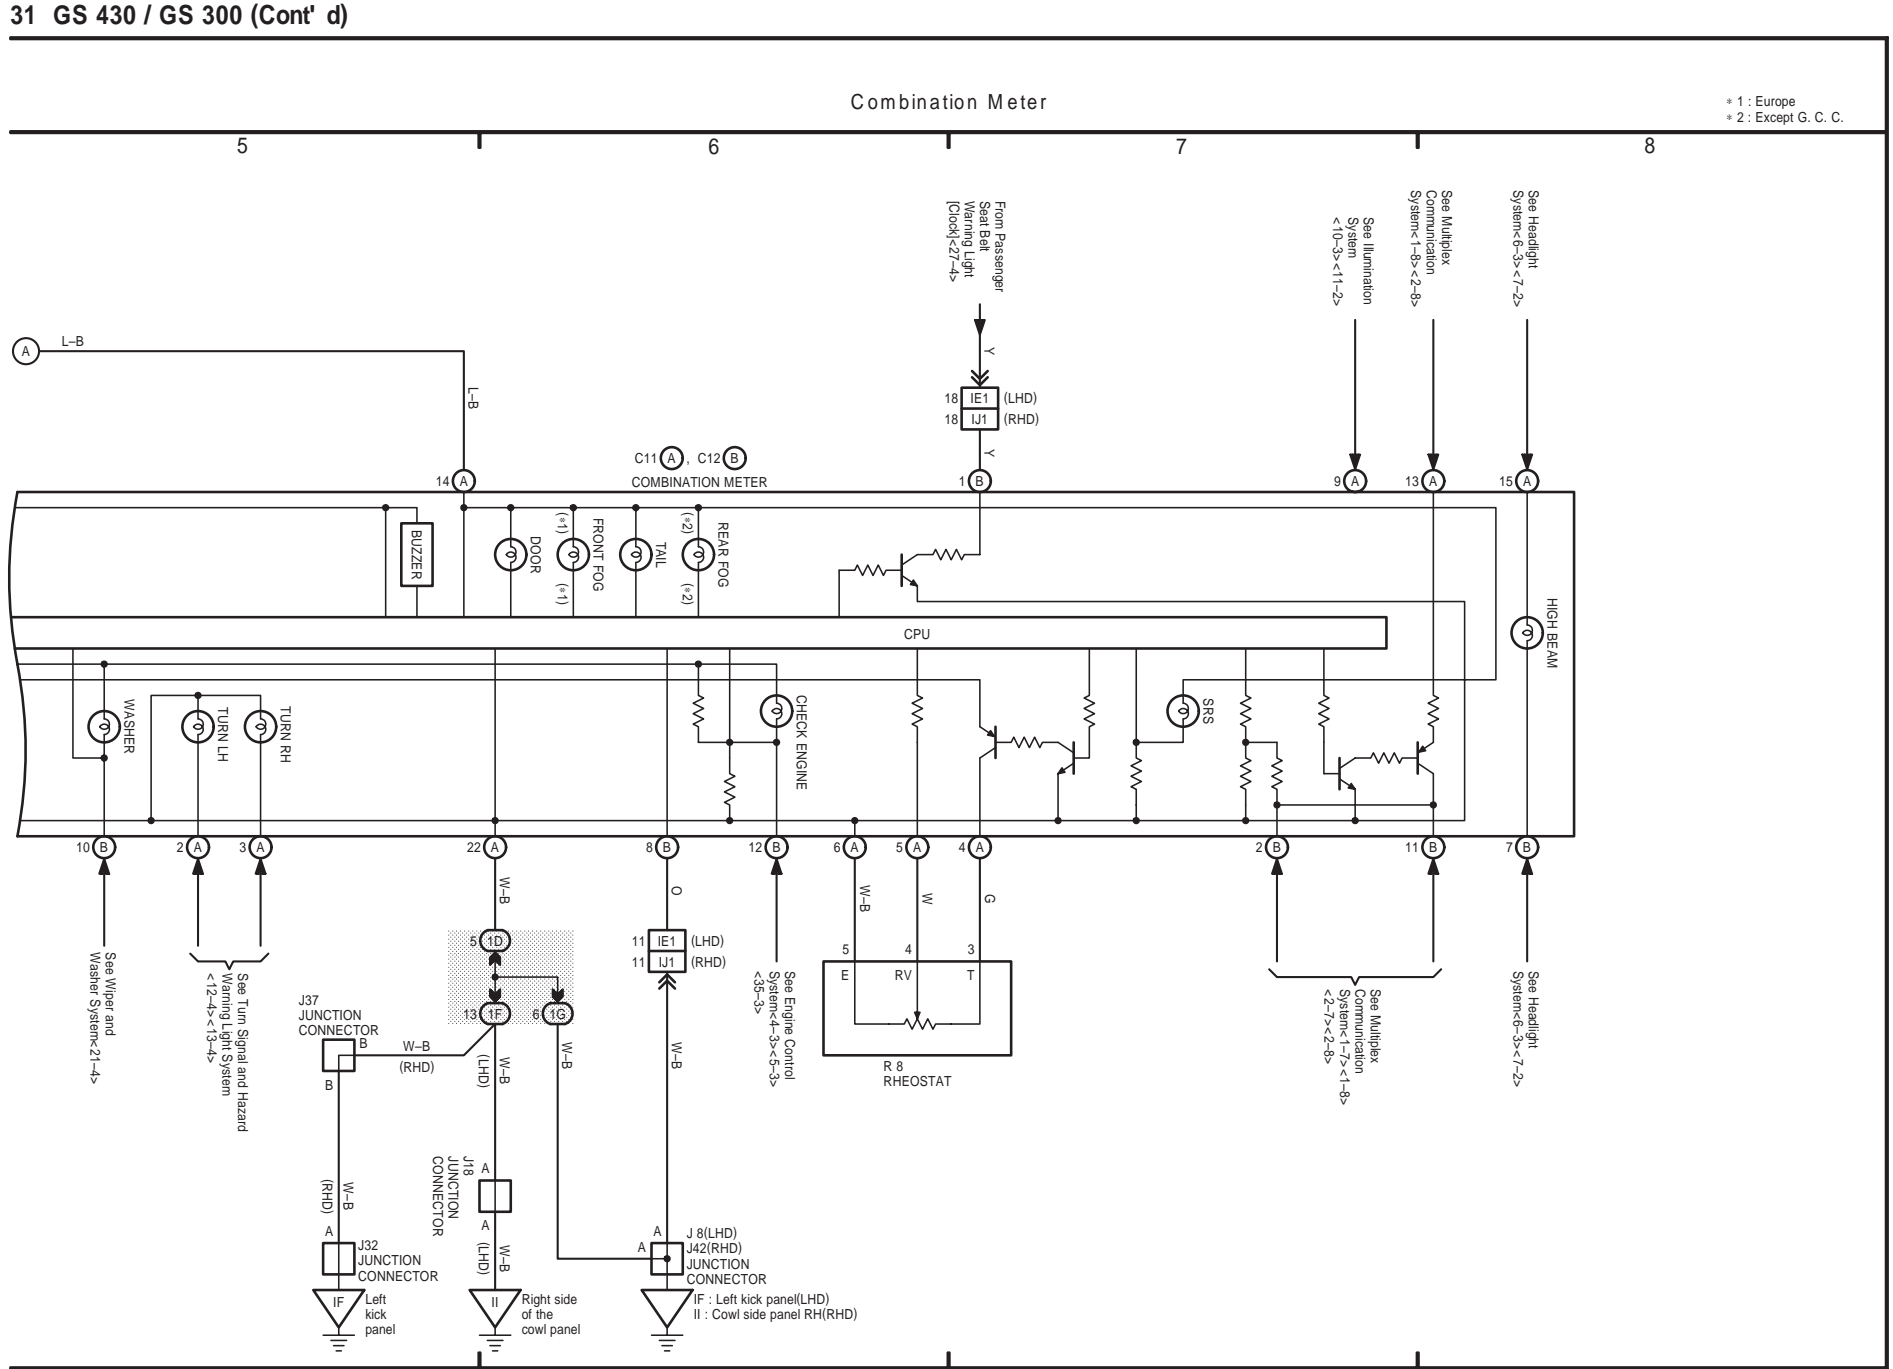 31 GS 430 / GS 300 (Cont' d)
Combination Meter
* 1 : Europe
* 2 : Except G. C. C.
5
6
7
8
From Passenger
Seat Belt
Warning Light
[Clock]<27–4>
See Illumination
System
<10–3><11–2>
See Multiplex
Communication
System<1–8><2–8>
See Headlight
System<6–3><7–2>
A
L–B
L–B
Y
18 IE1 (LHD)
18 IJ1 (RHD)
Y
C11 A , C12 B
COMBINATION METER
14 A
1 B
9 A
13 A
15 A
BUZZER
DOOR
(*1)
FRONT FOG
(*1)
TAIL
(*2)
REAR FOG
(*2)
HIGH BEAM
CPU
WASHER
TURN LH
TURN RH
CHECK ENGINE
SRS
10 B
2 A
3 A
22 A
8 B
12 B
6 A
5 A
4 A
2 B
11 B
7 B
W–B
O
W–B
W
G
5 1D
11 IE1 (LHD)
11 IJ1 (RHD)
5
4
3
E
RV
T
13 1F
6 1G
R 8
RHEOSTAT
See Wiper and
Washer System<21–4>
See Turn Signal and Hazard
Warning Light System
<12–4><13–4>
See Engine Control
System<4–3><5–3>
<35–3>
See Multiplex
Communication
System<1–7><1–8>
<2–7><2–8>
See Headlight
System<6–3><7–2>
J37
JUNCTION
CONNECTOR
B
W–B
(RHD)
W–B
(LHD)
W–B
W–B
B
J18
JUNCTION
CONNECTOR
A
A
W–B
(RHD)
W–B
(LHD)
A
J32
JUNCTION
CONNECTOR
A
A
J 8(LHD)
J42(RHD)
JUNCTION
CONNECTOR
IF
Left
kick
panel
II
Right side
of the
cowl panel
IF : Left kick panel(LHD)
II : Cowl side panel RH(RHD)